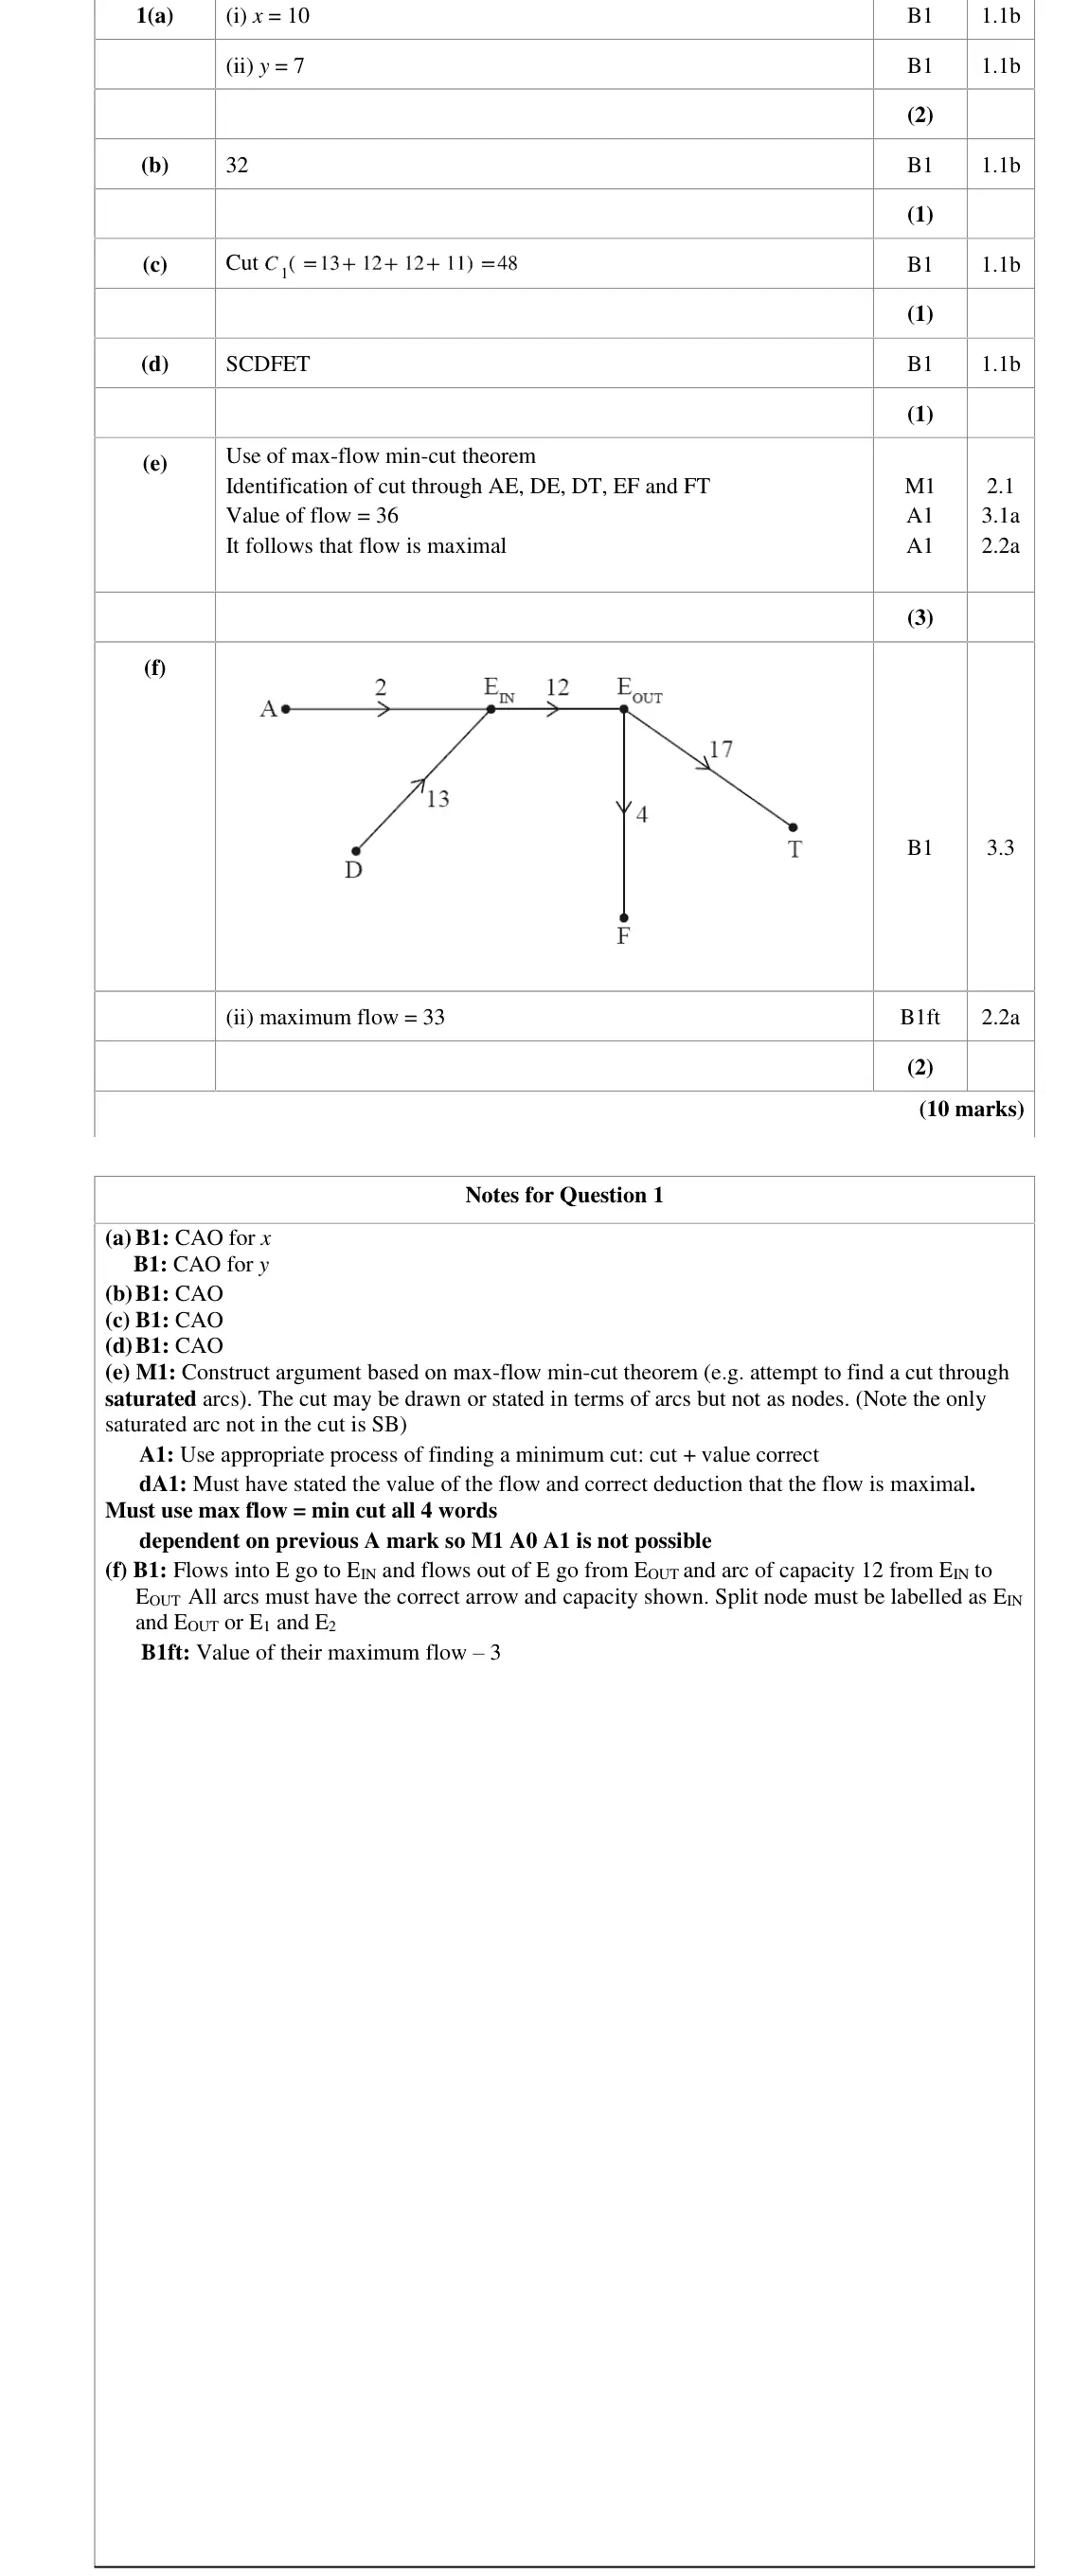 1(a) (i) x = 10 B1 1.1b
(ii) y = 7 B1 1.1b
(2)
(b) 32 B1 1.1b
(1)
(c) Cut C1( =13+ 12+ 12+ 11) =48 B1 1.1b
(1)
(d) SCDFET B1 1.1b
(1)
(e) Use of max-flow min-cut theorem
Identification of cut through AE, DE, DT, EF and FT M1 2.1
Value of flow = 36 A1 3.1a
It follows that flow is maximal A1 2.2a
(3)
(f)
2 EIN 12 EOUT
A
17
13
4
T
D
F
B1 3.3
(ii) maximum flow = 33 B1ft 2.2a
(2)
(10 marks)
Notes for Question 1
(a) B1: CAO for x
B1: CAO for y
(b) B1: CAO
(c) B1: CAO
(d) B1: CAO
(e) M1: Construct argument based on max-flow min-cut theorem (e.g. attempt to find a cut through
saturated arcs). The cut may be drawn or stated in terms of arcs but not as nodes. (Note the only
saturated arc not in the cut is SB)
A1: Use appropriate process of finding a minimum cut: cut + value correct
dA1: Must have stated the value of the flow and correct deduction that the flow is maximal.
Must use max flow = min cut all 4 words
dependent on previous A mark so M1 A0 A1 is not possible
(f) B1: Flows into E go to EIN and flows out of E go from EOUT and arc of capacity 12 from EIN to
EOUT All arcs must have the correct arrow and capacity shown. Split node must be labelled as EIN
and EOUT or E1 and E2
B1ft: Value of their maximum flow – 3